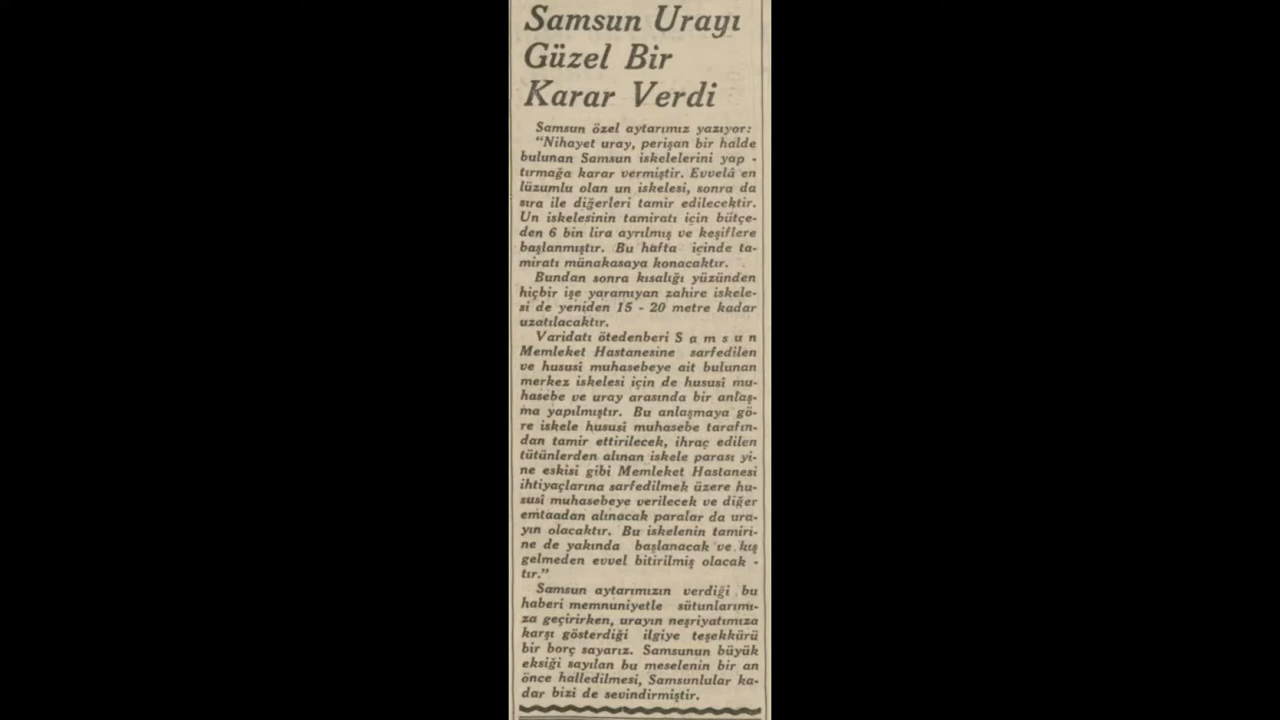 Samsun Urayı
Güzel Bir
Karar Verdi
Samsun özel aytarımız yazıyor:
"Nihayet uray, perişan bir halde
bulunan Samsun iskelelerini yap -
tırmağa karar vermiştir. Evvelâ en
lüzumlu olan un iskelesi, sonra da
sıra ile diğerleri tamir edilecektir.
Un iskelesinin tamiratı için bütçe-
den 6 bin lira ayrılmış ve keşiflere
başlanmıştır. Bu hafta içinde ta-
miratı münakasaya konacaktır.
Bundan sonra kısalığı yüzünden
hiçbir işe yaramıyan zahire iskele-
si de yeniden 15 - 20 metre kadar
uzatılacaktır.
Varidatı ötedenberi S a m s u n
Memleket Hastanesine sarfedilen
ve hususî muhasebeye ait bulunan
merkez iskelesi için de hususî mu-
hasebe ve uray arasında bir anlaş-
ma yapılmıştır. Bu anlaşmaya gö-
re iskele hususî muhasebe tarafın-
dan tamir ettirilecek, ihraç edilen
tütünlerden alınan iskele parası yi-
ne eskisi gibi Memleket Hastanesi
ihtiyaçlarına sarfedilmek üzere hu-
susî muhasebeye verilecek ve diğer
emtaadan alınacak paralar da ura-
yın olacaktır. Bu iskelenin tamiri-
ne de yakında başlanacak ve kış
gelmeden evvel bitirilmiş olacak -
tır."
Samsun aytarımızın verdiği bu
haberi memnuniyetle sütunlarımı-
za geçirirken, urayın neşriyatımıza
karşı gösterdiği ilgiye teşekkürü
bir borç sayarız. Samsunun büyük
eksiği sayılan bu meselenin bir an
önce halledilmesi, Samsunlular ka-
dar bizi de sevindirmiştir.